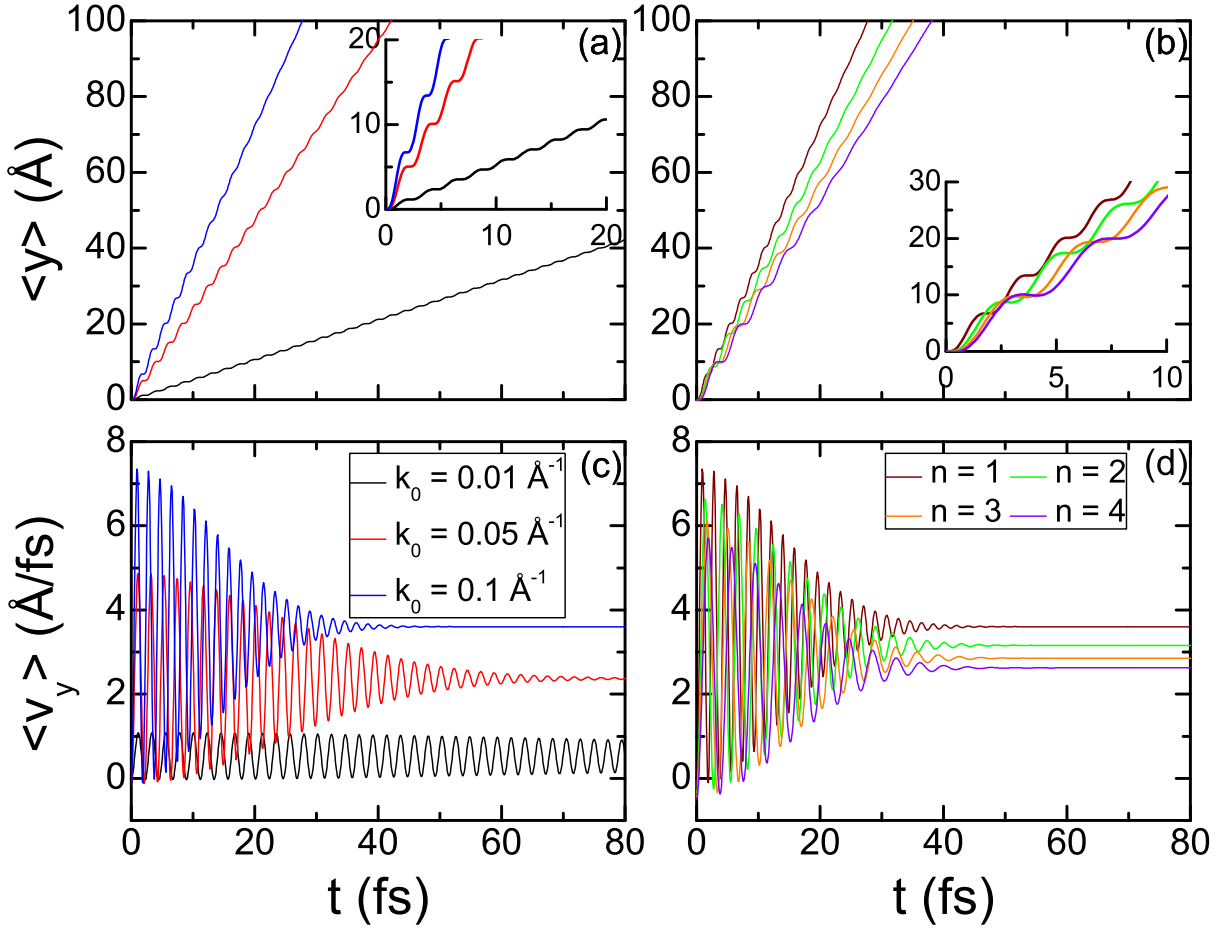 100
80
60
40
20
0
<y> (Å)
(a)
20
10
0
0
10
20
100
80
60
40
20
0
(b)
30
20
10
0
0
5
10
8
6
4
2
0
<v_y> (Å/fs)
(c)
k₀ = 0.01 Å⁻¹
k₀ = 0.05 Å⁻¹
k₀ = 0.1 Å⁻¹
0 20 40 60 80
t (fs)
8
6
4
2
0
(d)
n = 1 n = 2
n = 3 n = 4
0 20 40 60 80
t (fs)